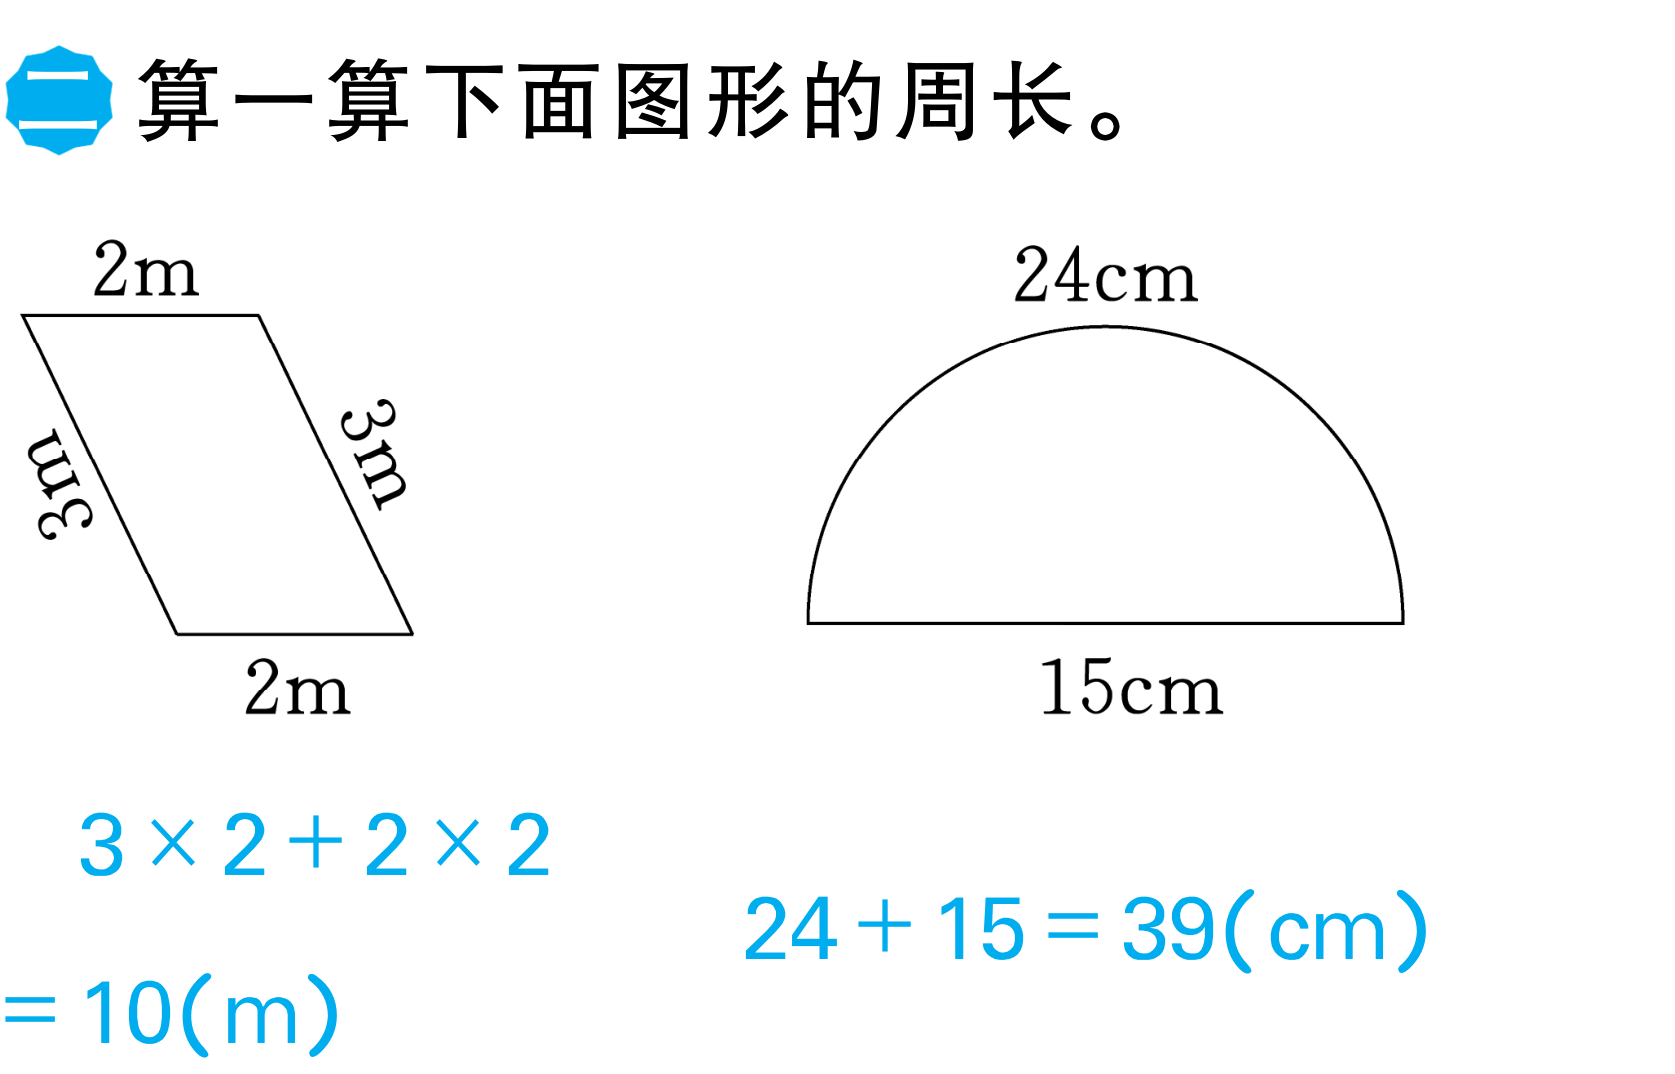 二 算一算下面图形的周长。
2m
24cm
3m
3m
2m
15cm
3×2+2×2
=10(m)
24+15=39(cm)